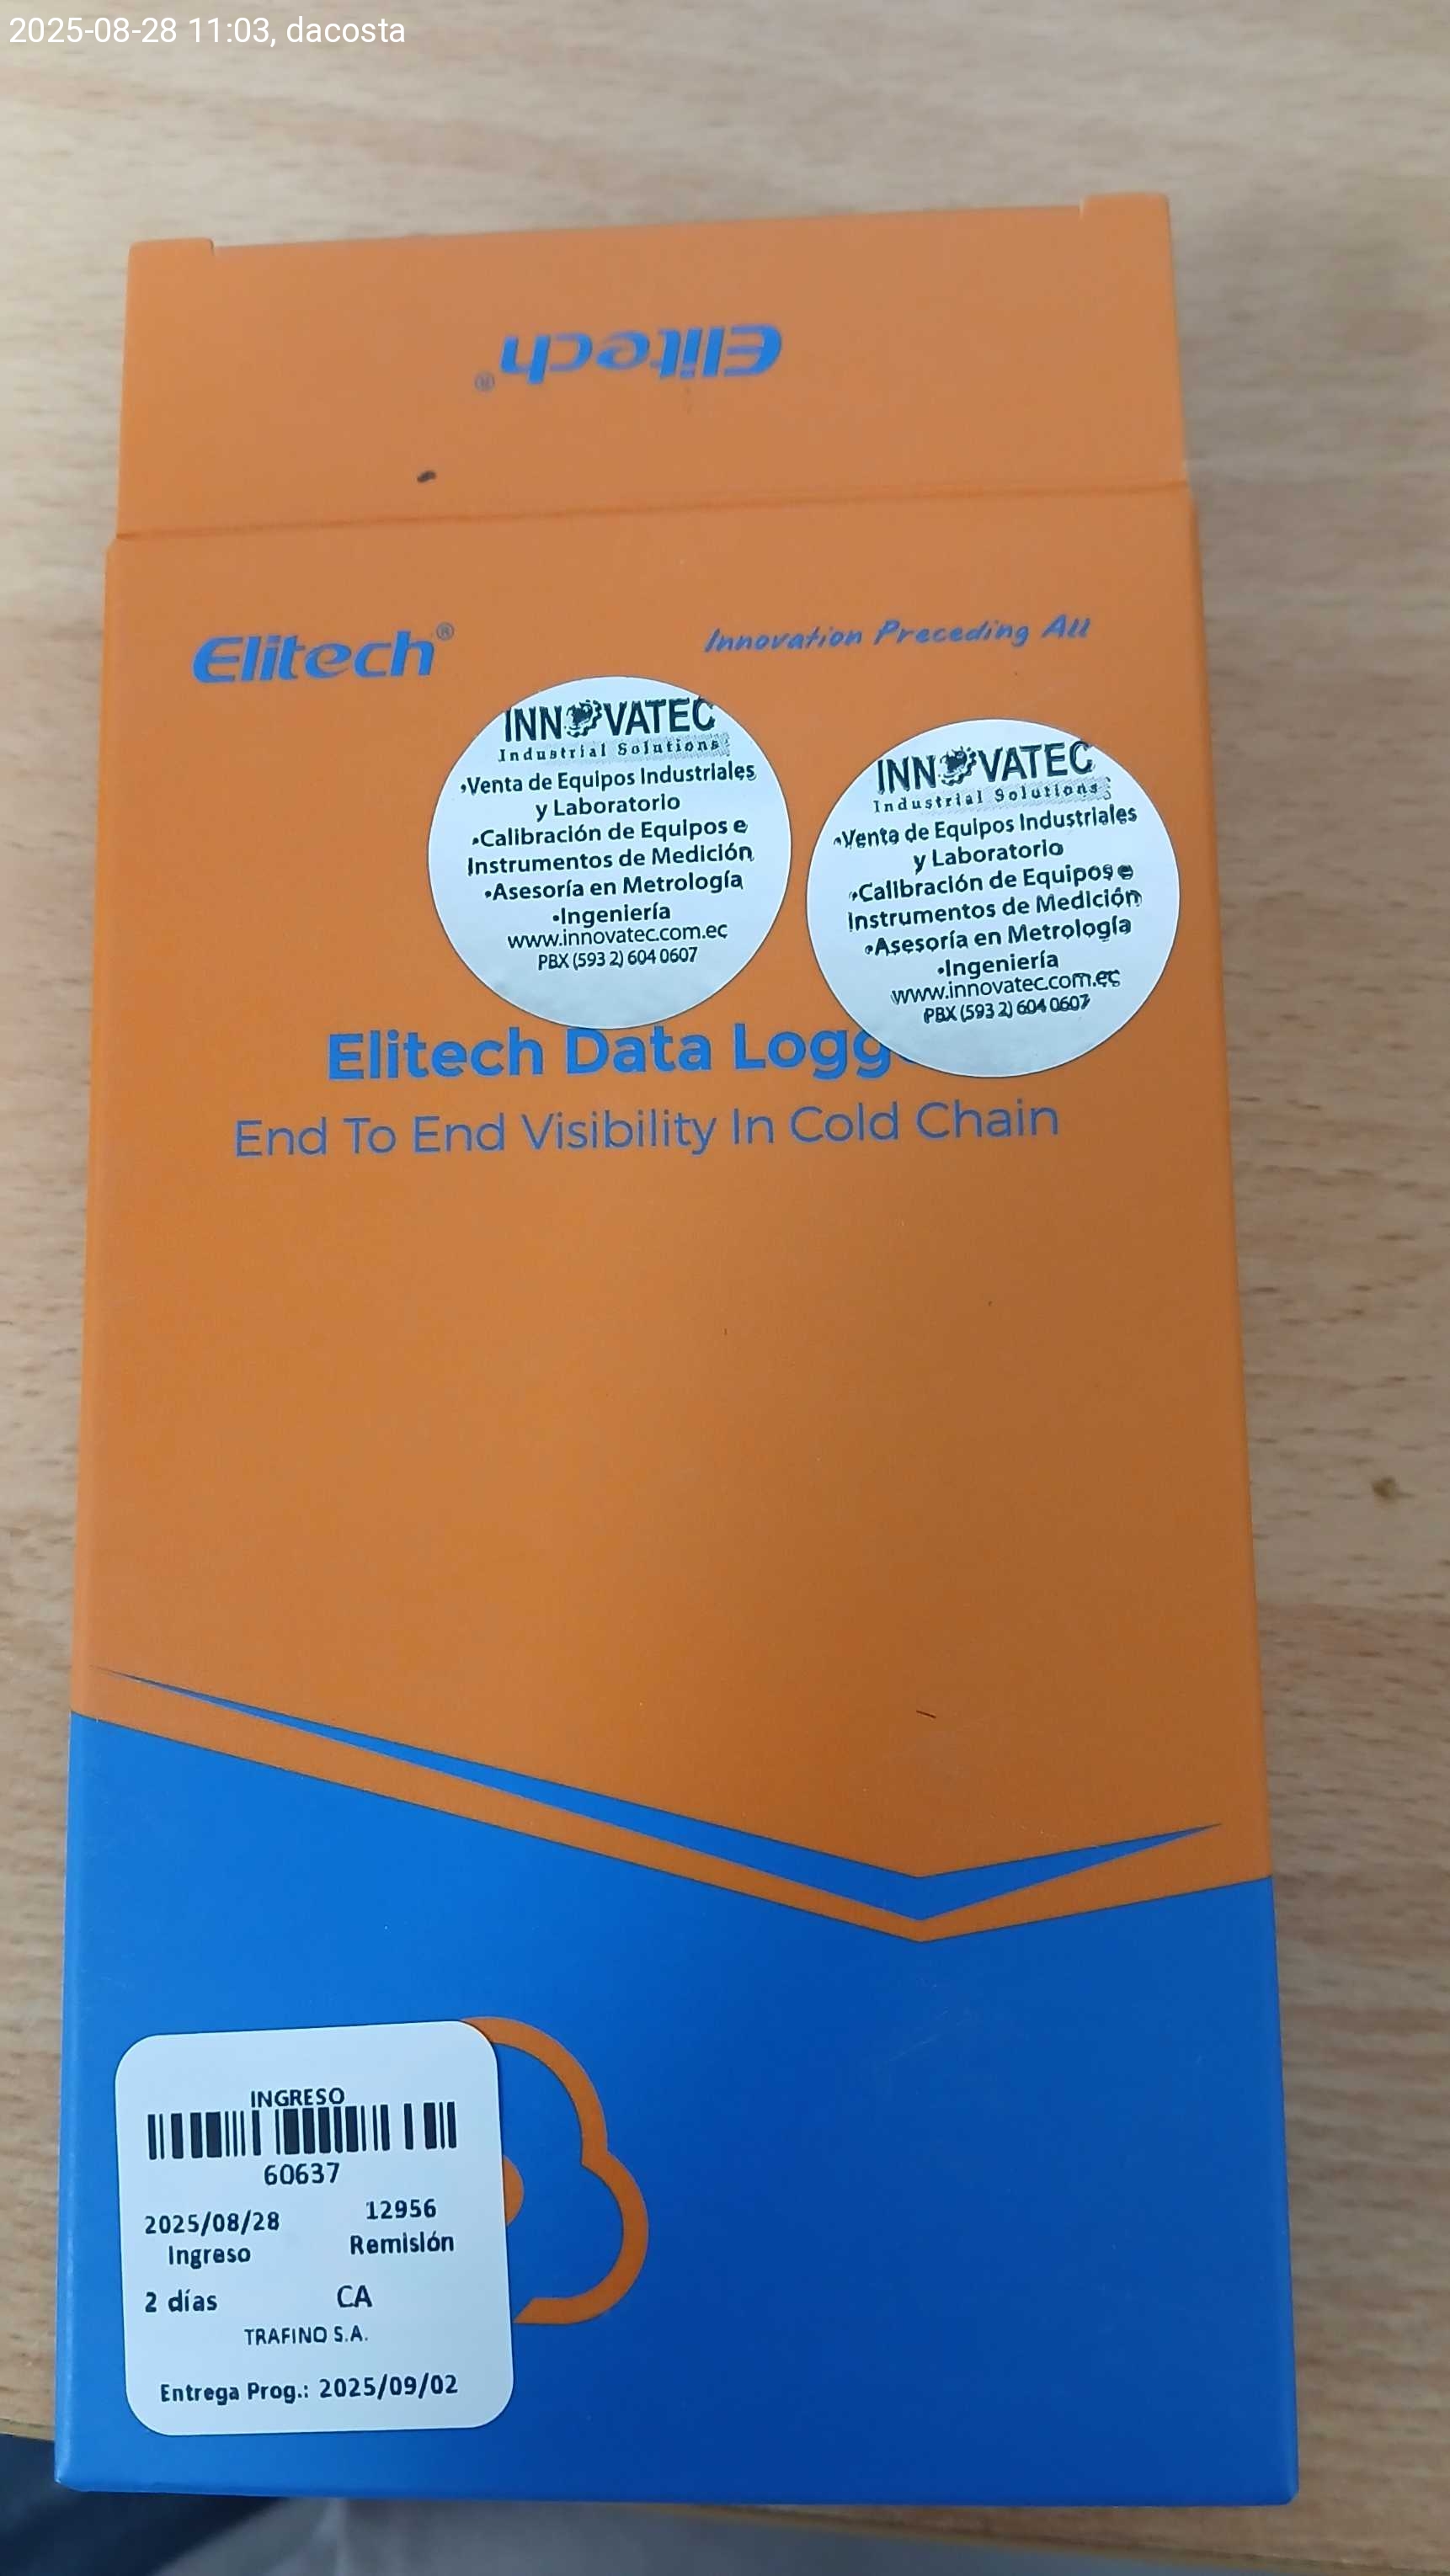 2025-08-28 11:03, dacosta
Elitech®
Elitech®
Innovation Preceding All
INNOVATEC
Industrial Solutions
•Venta de Equipos Industriales
y Laboratorio
•Calibración de Equipos e
Instrumentos de Medición
•Asesoría en Metrología
•Ingeniería
www.innovatec.com.ec
PBX (593 2) 604 0607
INNOVATEC
Industrial Solutions
•Venta de Equipos Industriales
y Laboratorio
•Calibración de Equipos e
Instrumentos de Medición
•Asesoría en Metrología
•Ingeniería
www.innovatec.com.ec
PBX (593 2) 604 0607
Elitech Data Logg
End To End Visibility In Cold Chain
INGRESO
60637
2025/08/28 12956
Ingreso Remisión
2 días CA
TRAFINO S.A.
Entrega Prog.: 2025/09/02